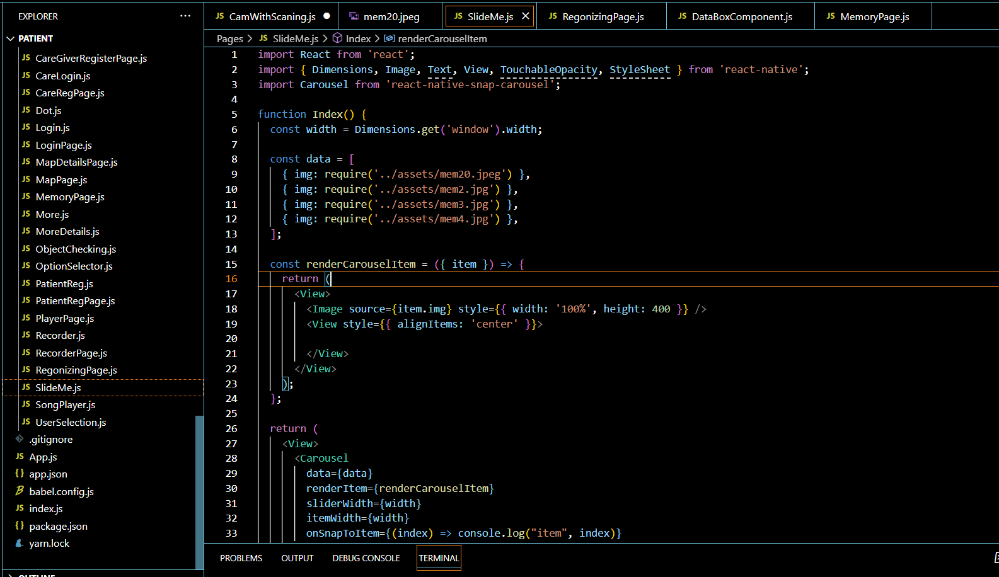 EXPLORER ···
PATIENT
JS CareGiverRegisterPage.js
JS CareLogin.js
JS CareRegPage.js
JS Dot.js
JS Login.js
JS LoginPage.js
JS MapDetailsPage.js
JS MapPage.js
JS MemoryPage.js
JS More.js
JS MoreDetails.js
JS ObjectChecking.js
JS OptionSelector.js
JS PatientReg.js
JS PatientRegPage.js
JS PlayerPage.js
JS Recorder.js
JS RecorderPage.js
JS RegonizingPage.js
JS SlideMe.js
JS SongPlayer.js
JS UserSelection.js
.gitignore
JS App.js
{} app.json
babel.config.js
JS index.js
{} package.json
yarn.lock
OUTLINE
JS CamWithScaning.js ● mem20.jpeg JS SlideMe.js × JS RegonizingPage.js JS DataBoxComponent.js JS MemoryPage.js
Pages > JS SlideMe.js > Index > renderCarouselItem
1 import React from 'react';
2 import { Dimensions, Image, Text, View, TouchableOpacity, StyleSheet } from 'react-native';
3 import Carousel from 'react-native-snap-carousel';
4
5 function Index() {
6 const width = Dimensions.get('window').width;
7
8 const data = [
9 { img: require('../assets/mem20.jpeg') },
10 { img: require('../assets/mem2.jpg') },
11 { img: require('../assets/mem3.jpg') },
12 { img: require('../assets/mem4.jpg') },
13 ];
14
15 const renderCarouselItem = ({ item }) => {
16 return (
17 <View>
18 <Image source={item.img} style={{ width: '100%', height: 400 }} />
19 <View style={{ alignItems: 'center' }}>
20
21 </View>
22 </View>
23 );
24 };
25
26 return (
27 <View>
28 <Carousel
29 data={data}
30 renderItem={renderCarouselItem}
31 sliderWidth={width}
32 itemWidth={width}
33 onSnapToItem={(index) => console.log("item", index)}
PROBLEMS OUTPUT DEBUG CONSOLE TERMINAL